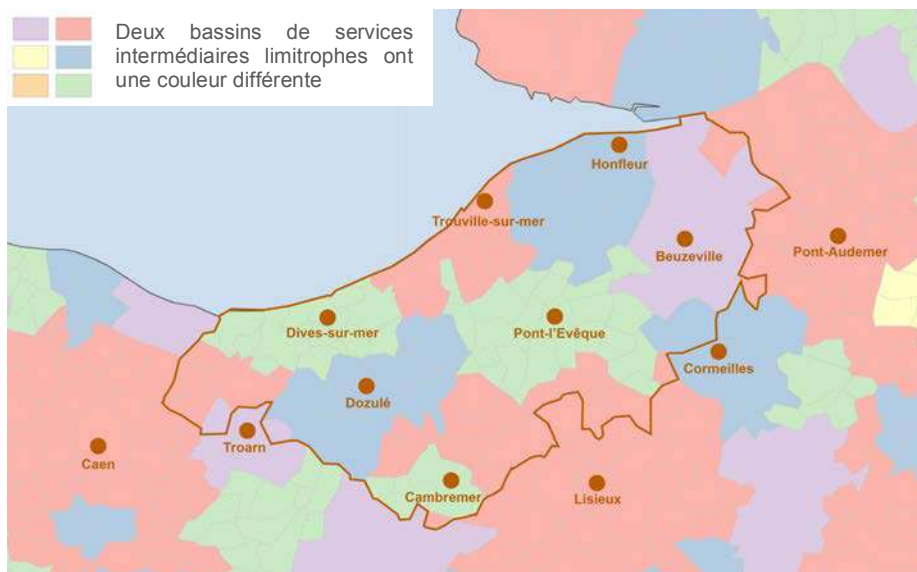 Deux bassins de services
intermédiaires limitrophes ont
une couleur différente
Honfleur
Trouville-sur-mer
Beuzeville
Pont-Audemer
Dives-sur-mer
Pont-l'Evêque
Cormeilles
Dozulé
Troarn
Caen
Cambremer
Lisieux